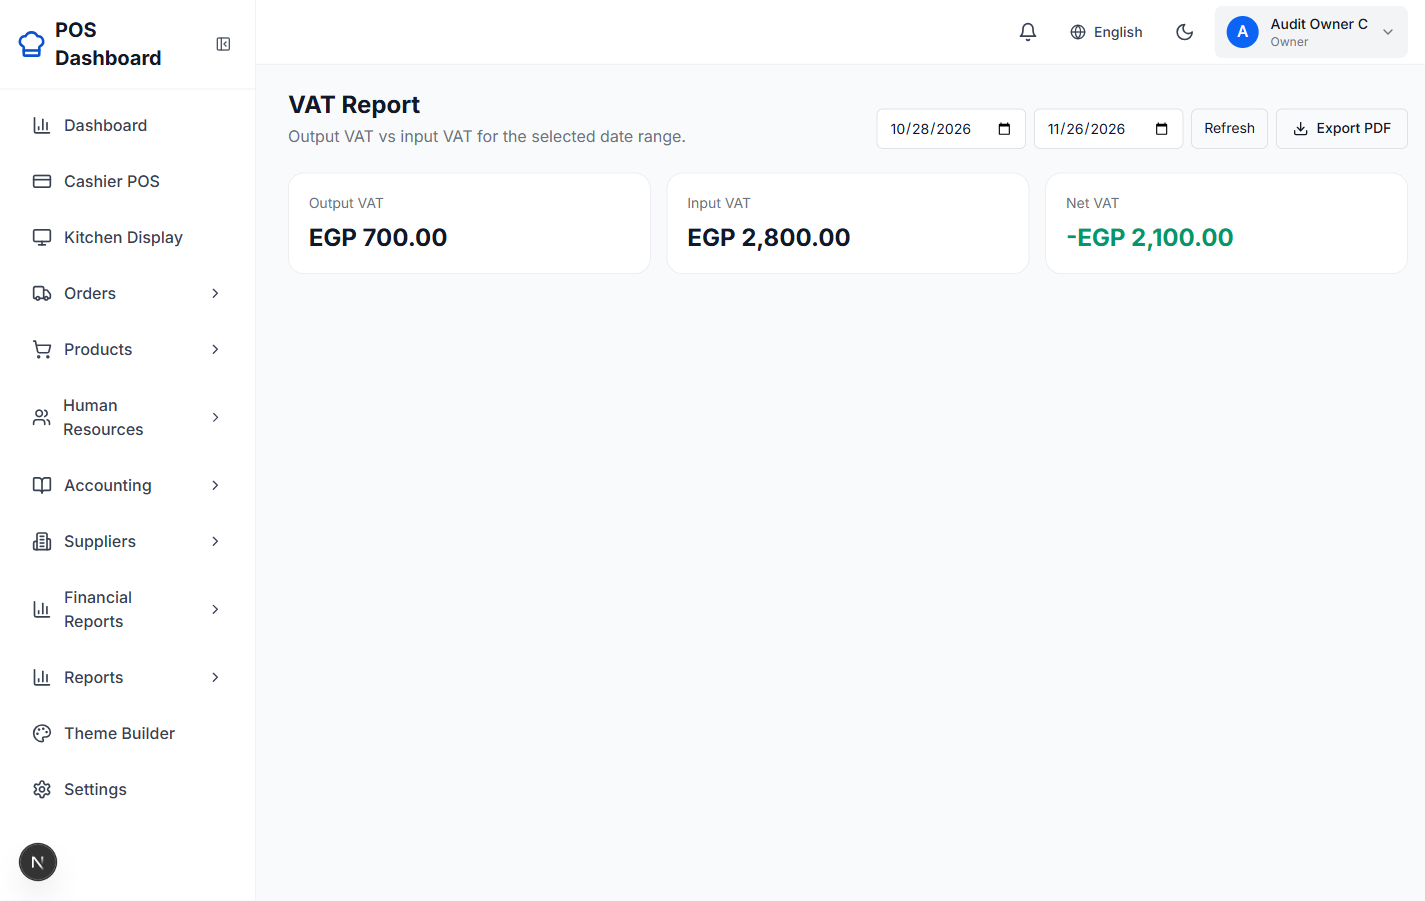 POS
Dashboard
Dashboard
Cashier POS
Kitchen Display
Orders
Products
Human
Resources
Accounting
Suppliers
Financial
Reports
Reports
Theme Builder
Settings
N
English
A
Audit Owner C
Owner
VAT Report
Output VAT vs input VAT for the selected date range.
10/28/2026
11/26/2026
Refresh
Export PDF
Output VAT
EGP 700.00
Input VAT
EGP 2,800.00
Net VAT
-EGP 2,100.00